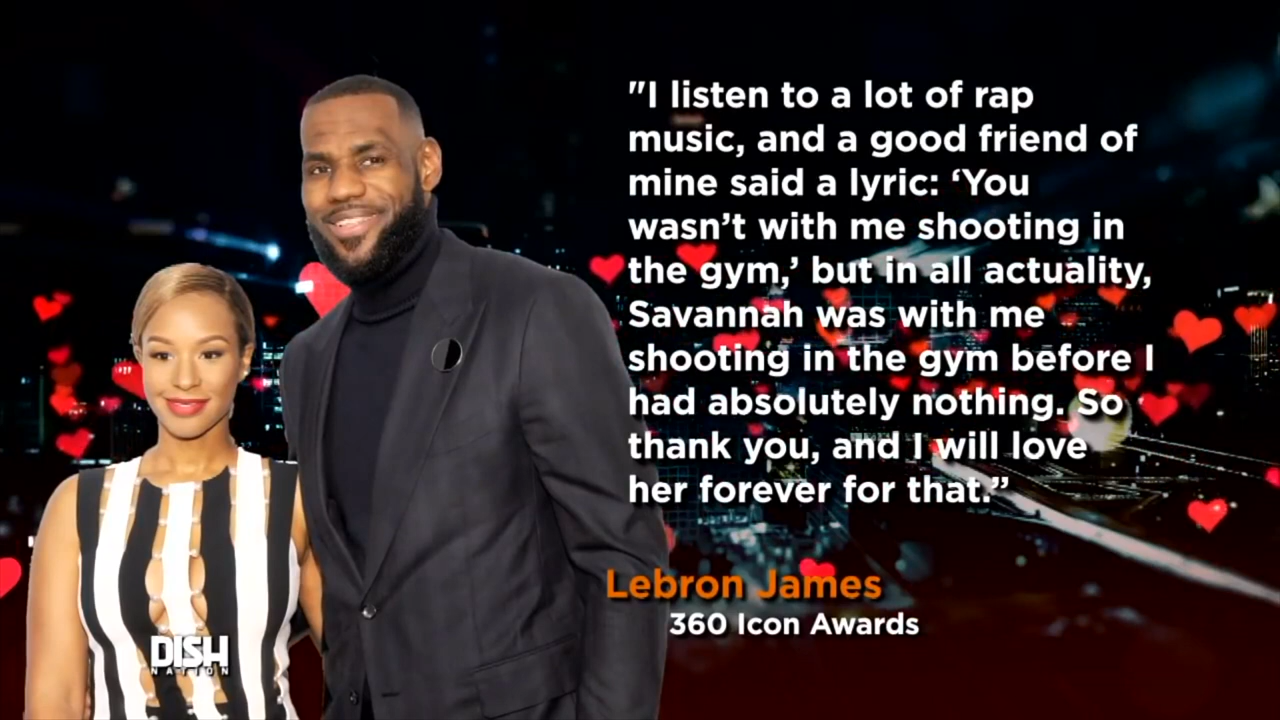 "I listen to a lot of rap
music, and a good friend of
mine said a lyric: ‘You
wasn’t with me shooting in
the gym,’ but in all actuality,
Savannah was with me
shooting in the gym before I
had absolutely nothing. So
thank you, and I will love
her forever for that.”
Lebron James
360 Icon Awards
DISH
NATION